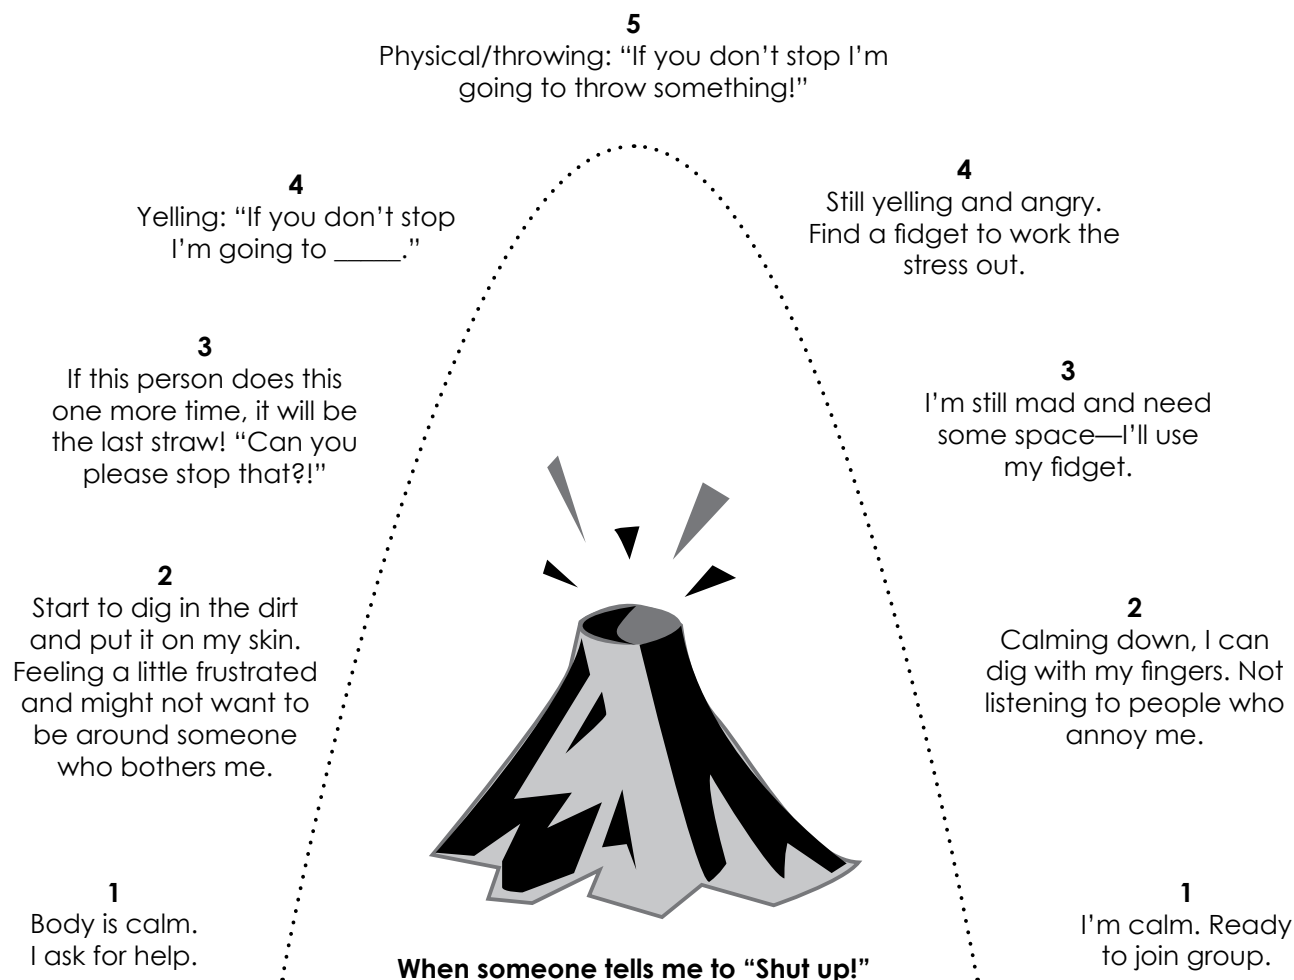 5
Physical/throwing: “If you don’t stop I’m
going to throw something!”
4
Yelling: “If you don’t stop
I’m going to _____.”
3
If this person does this
one more time, it will be
the last straw! “Can you
please stop that?!”
2
Start to dig in the dirt
and put it on my skin.
Feeling a little frustrated
and might not want to
be around someone
who bothers me.
1
Body is calm.
I ask for help.
4
Still yelling and angry.
Find a fidget to work the
stress out.
3
I’m still mad and need
some space—I’ll use
my fidget.
2
Calming down, I can
dig with my fingers. Not
listening to people who
annoy me.
1
I’m calm. Ready
to join group.
When someone tells me to “Shut up!”